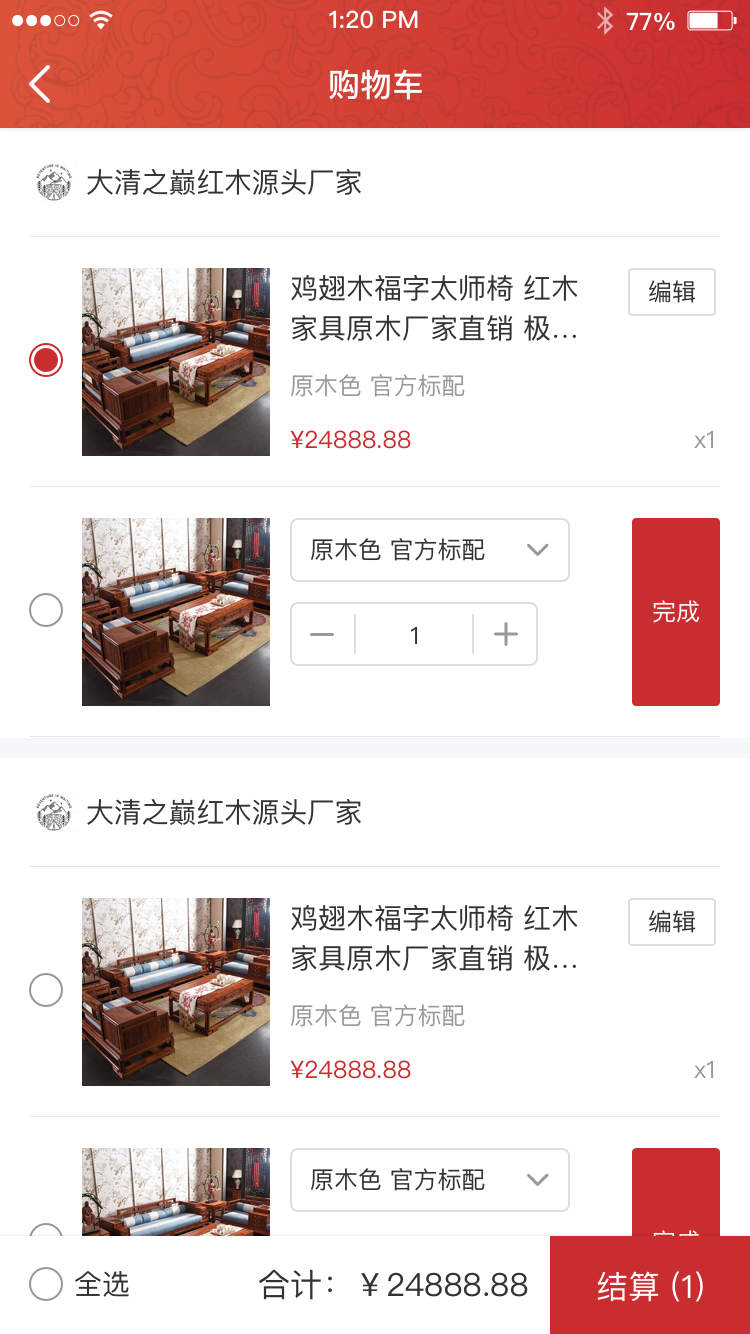 1:20 PM
77%
购物车
大清之巅红木源头厂家
鸡翅木福字太师椅 红木
家具原木厂家直销 极...
编辑
原木色 官方标配
¥24888.88
x1
原木色 官方标配
1
完成
大清之巅红木源头厂家
鸡翅木福字太师椅 红木
家具原木厂家直销 极...
编辑
原木色 官方标配
¥24888.88
x1
原木色 官方标配
完成
全选
合计： ¥ 24888.88
结算 (1)